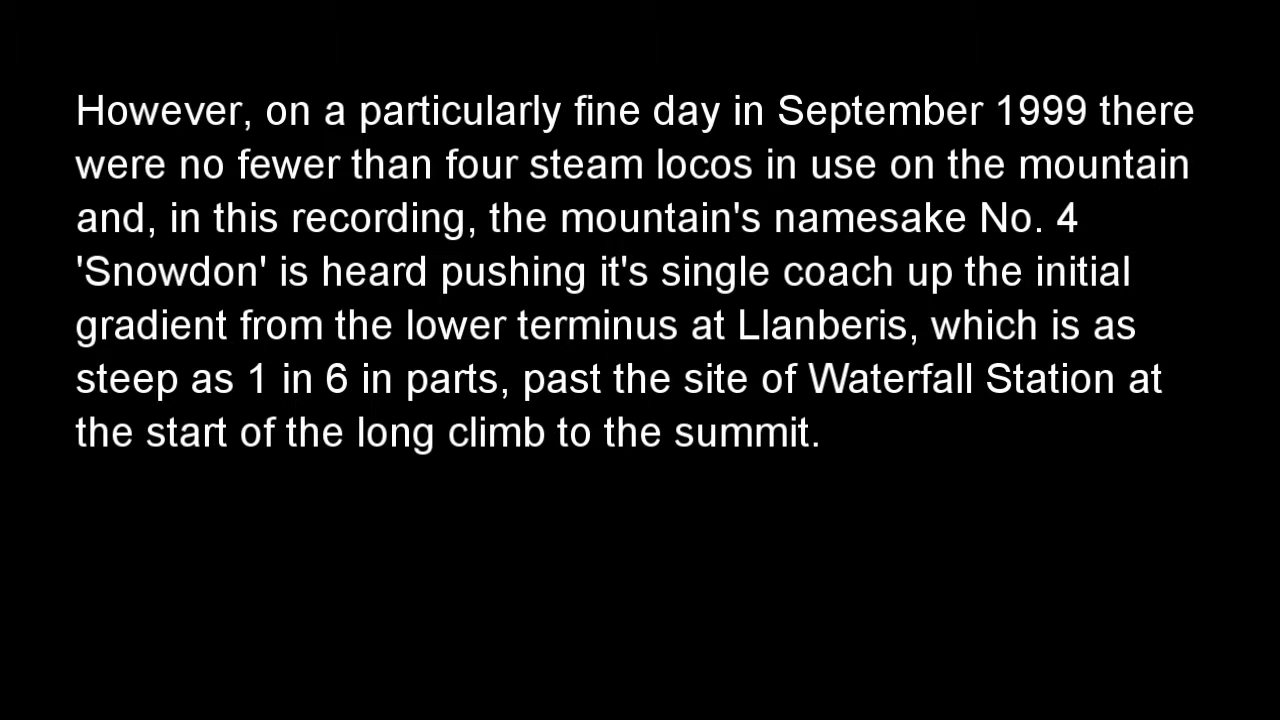 However, on a particularly fine day in September 1999 there
were no fewer than four steam locos in use on the mountain
and, in this recording, the mountain's namesake No. 4
'Snowdon' is heard pushing it's single coach up the initial
gradient from the lower terminus at Llanberis, which is as
steep as 1 in 6 in parts, past the site of Waterfall Station at
the start of the long climb to the summit.